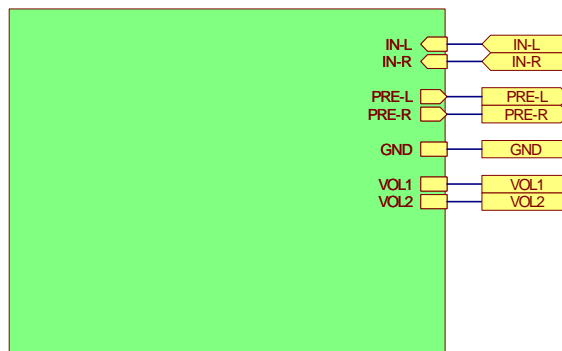 IN-L IN-L
IN-R IN-R
PRE-L PRE-L
PRE-R PRE-R
GND GND
VOL1 VOL1
VOL2 VOL2